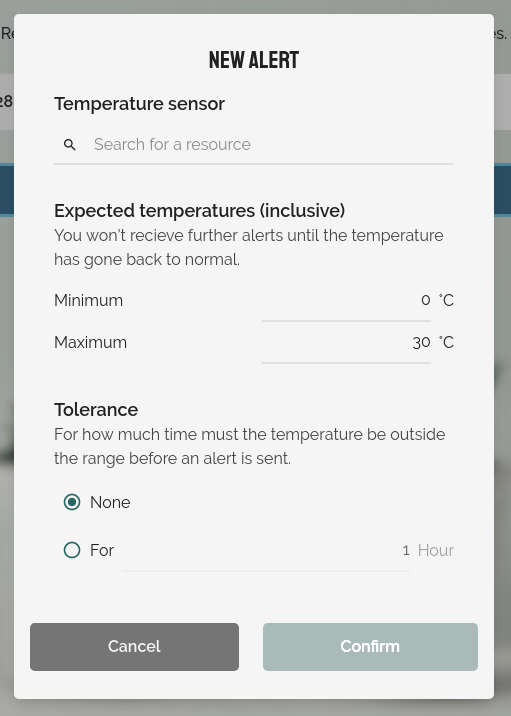 Re
es.
NEW ALERT
28
Temperature sensor
Search for a resource
Expected temperatures (inclusive)
You won't recieve further alerts until the temperature
has gone back to normal.
Minimum 0 °C
Maximum 30 °C
Tolerance
For how much time must the temperature be outside
the range before an alert is sent.
None
For 1 Hour
Cancel Confirm